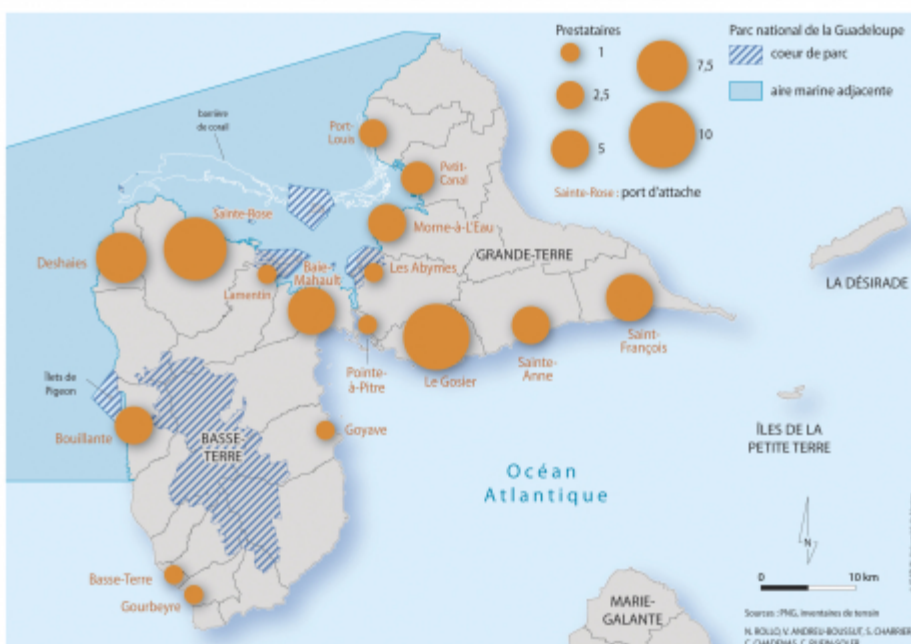 Prestataires
1
2,5
5
7,5
10
Sainte-Rose : port d'attache
Parc national de la Guadeloupe
coeur de parc
aire marine adjacente
barrière
de corail
Port-
Louis
Petit-
Canal
Sainte-Rose
Morne-à-L'Eau
Deshaies
Lamentin
Baie-
Mahault
Les Abymes
GRANDE-TERRE
LA DÉSIRADE
Saint-
François
Sainte-
Anne
Le Gosier
Pointe-
à-Pitre
Îlets de
Pigeon
Bouillante
BASSE-
TERRE
Goyave
ÎLES DE LA
PETITE TERRE
Océan
Atlantique
N
0 10 km
Basse-Terre
Gourbeyre
MARIE-
GALANTE
Sources : PNG, inventaires de terrain
N. ROLLO, V. ANDREU-BOUSSUT, S. CHARRIER